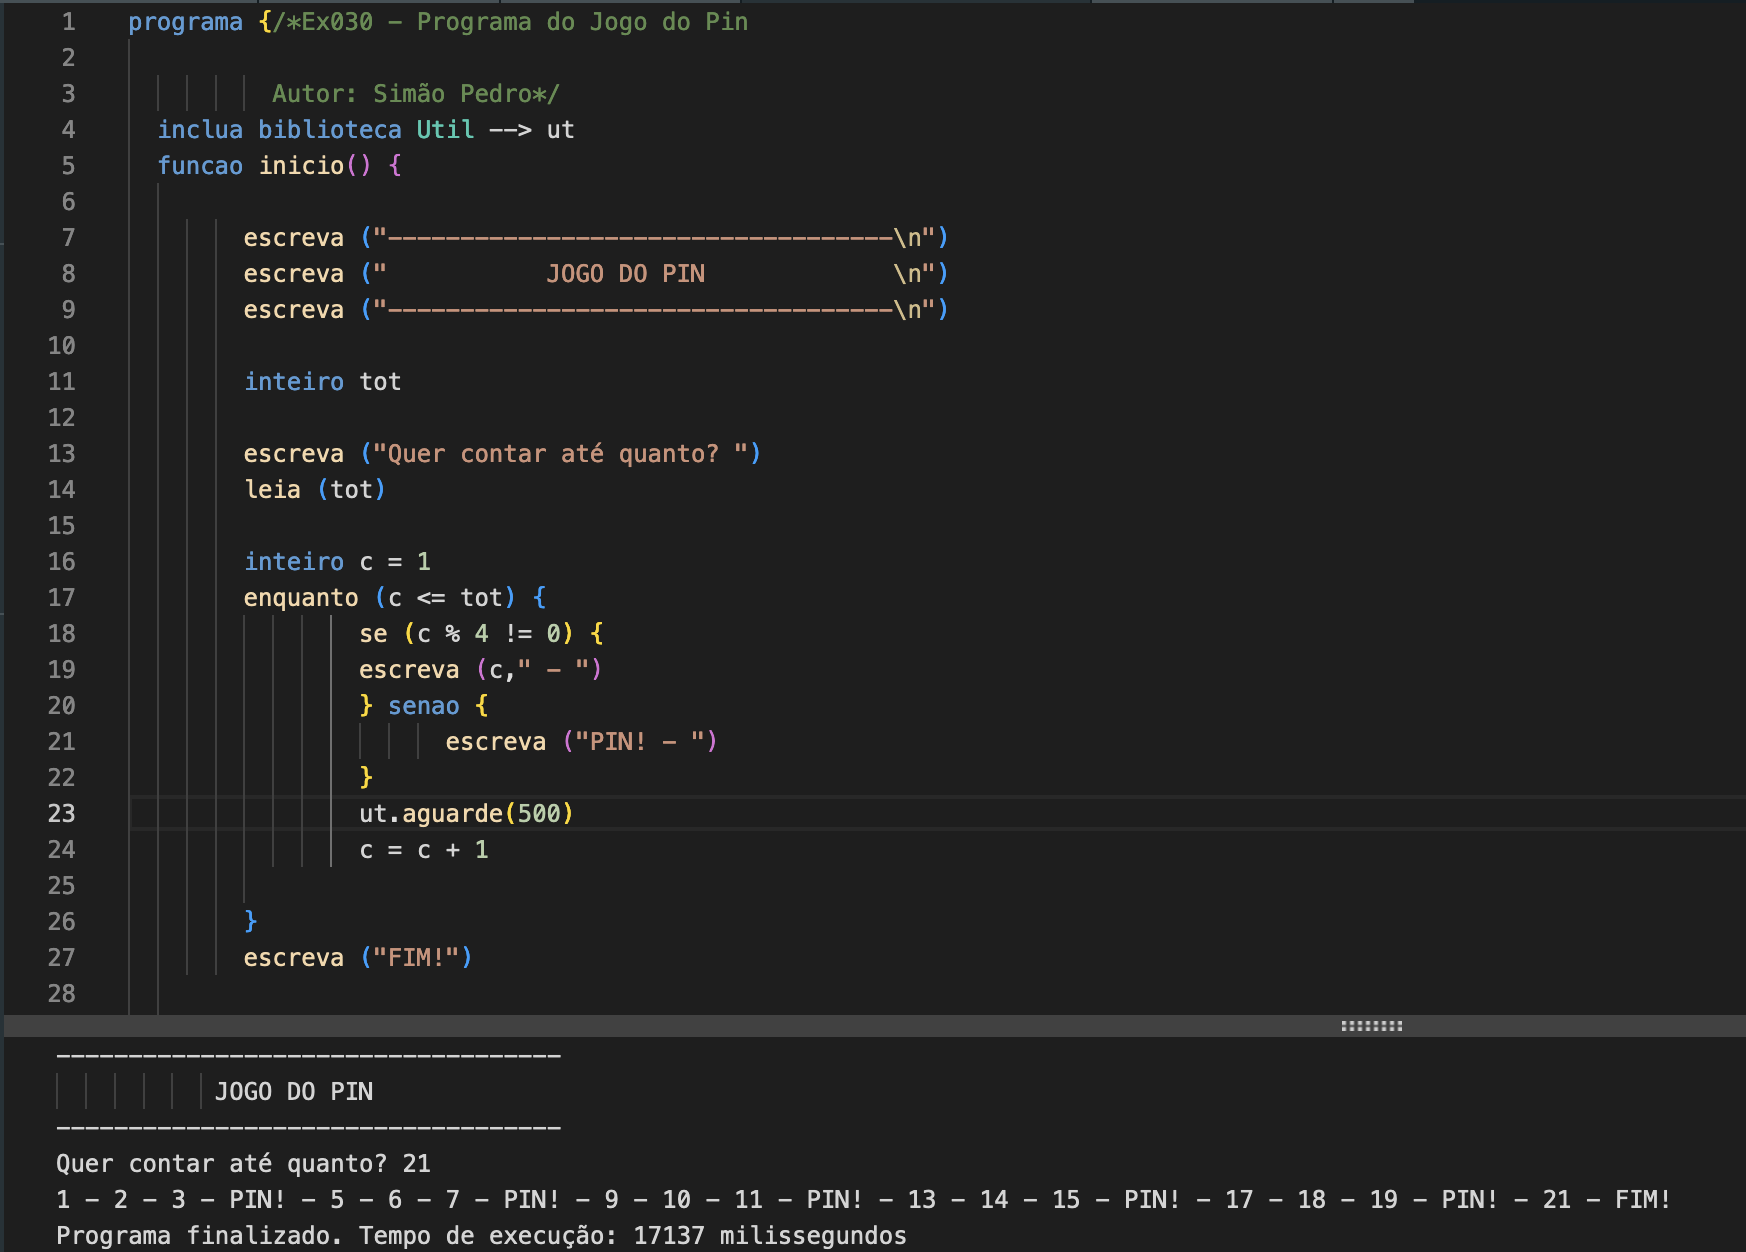 1 programa {/*Ex030 - Programa do Jogo do Pin
2
3 Autor: Simão Pedro*/
4 inclua biblioteca Util --> ut
5 funcao inicio() {
6
7 escreva ("-----------------------------------\n")
8 escreva ("           JOGO DO PIN             \n")
9 escreva ("-----------------------------------\n")
10
11 inteiro tot
12
13 escreva ("Quer contar até quanto? ")
14 leia (tot)
15
16 inteiro c = 1
17 enquanto (c <= tot) {
18 se (c % 4 != 0) {
19 escreva (c," - ")
20 } senao {
21 escreva ("PIN! - ")
22 }
23 ut.aguarde(500)
24 c = c + 1
25
26 }
27 escreva ("FIM!")
28
-----------------------------------
JOGO DO PIN
-----------------------------------
Quer contar até quanto? 21
1 - 2 - 3 - PIN! - 5 - 6 - 7 - PIN! - 9 - 10 - 11 - PIN! - 13 - 14 - 15 - PIN! - 17 - 18 - 19 - PIN! - 21 - FIM!
Programa finalizado. Tempo de execução: 17137 milissegundos